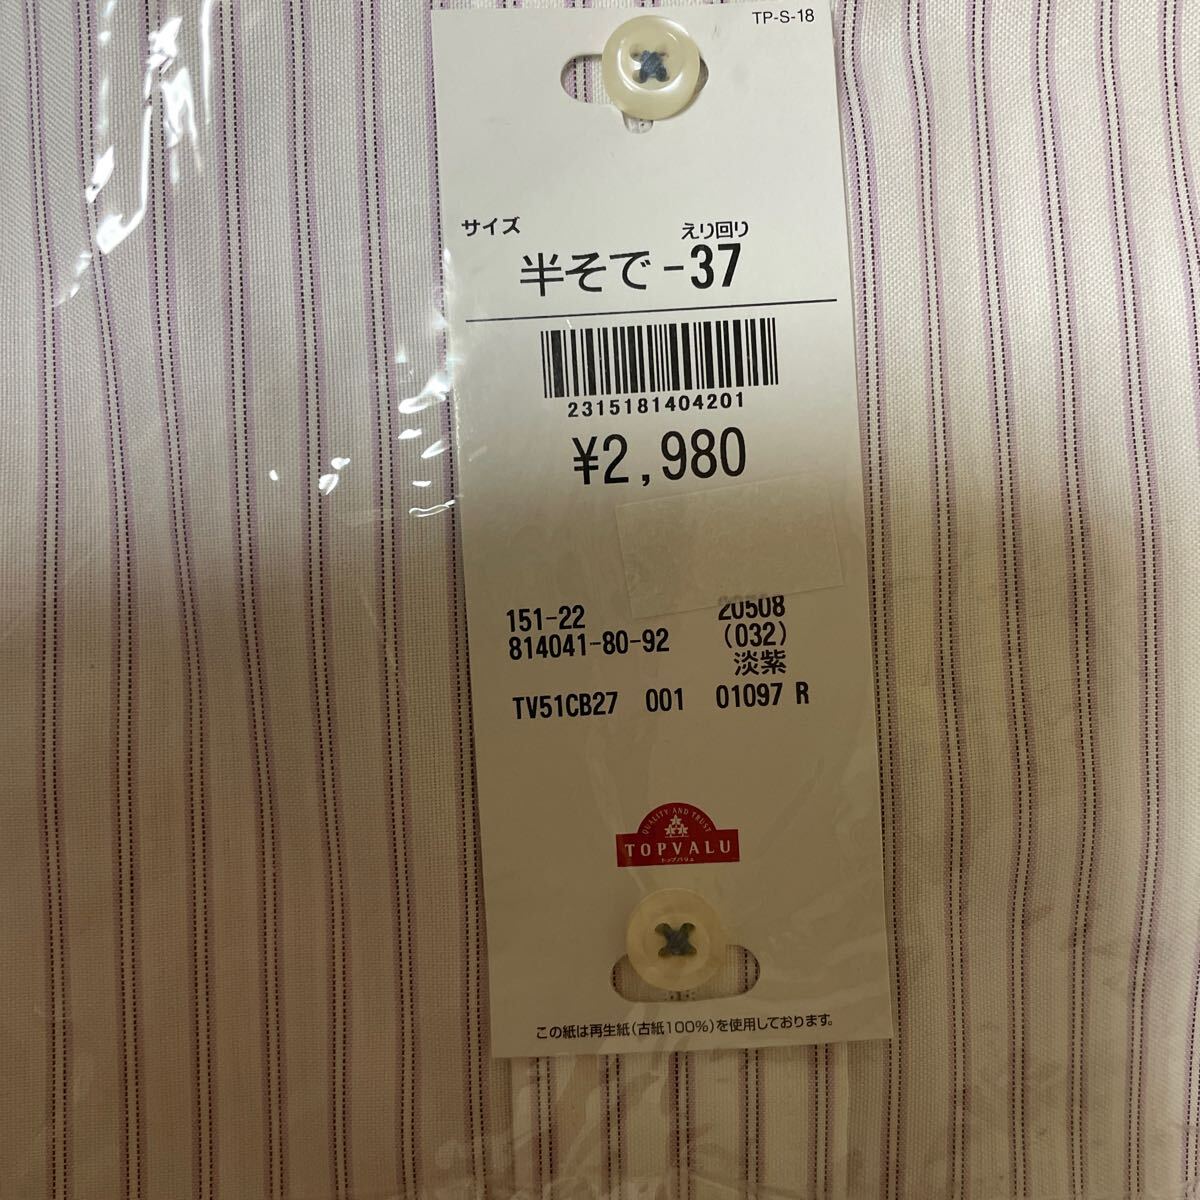 TP-S-18
サイズ
えり回り
半そで-37
2315181404201
¥2,980
151-22 20508
814041-80-92 (032)
淡紫
TV51CB27 001 01097 R
QUALITY AND TRUST
TOPVALU
トップバリュ
この紙は再生紙(古紙100%)を使用しております。